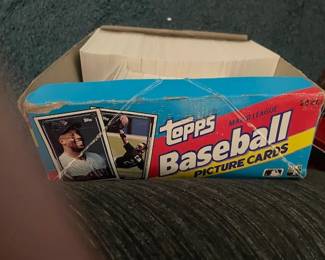 TOPPS
MAJOR LEAGUE
Baseball
PICTURE CARDS